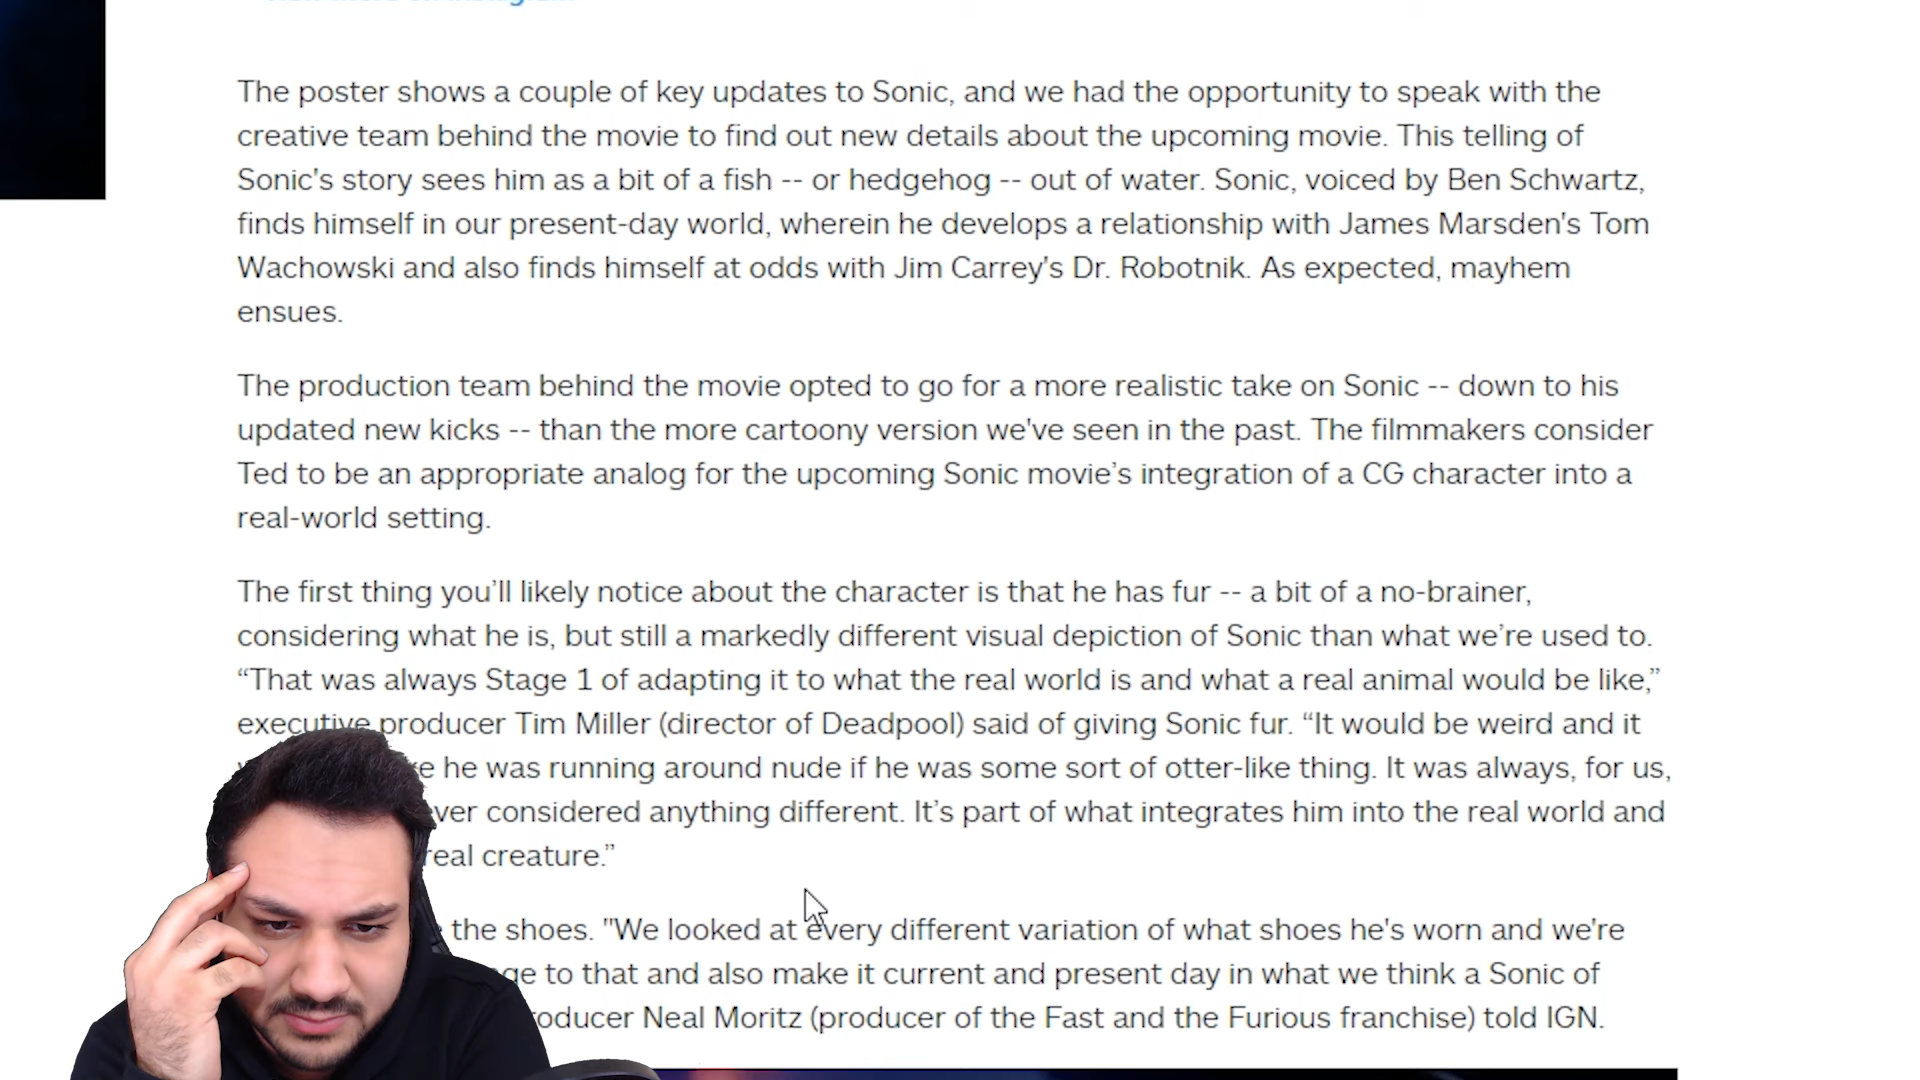 The poster shows a couple of key updates to Sonic, and we had the opportunity to speak with the
creative team behind the movie to find out new details about the upcoming movie. This telling of
Sonic's story sees him as a bit of a fish -- or hedgehog -- out of water. Sonic, voiced by Ben Schwartz,
finds himself in our present-day world, wherein he develops a relationship with James Marsden's Tom
Wachowski and also finds himself at odds with Jim Carrey's Dr. Robotnik. As expected, mayhem
ensues.
The production team behind the movie opted to go for a more realistic take on Sonic -- down to his
updated new kicks -- than the more cartoony version we've seen in the past. The filmmakers consider
Ted to be an appropriate analog for the upcoming Sonic movie’s integration of a CG character into a
real-world setting.
The first thing you’ll likely notice about the character is that he has fur -- a bit of a no-brainer,
considering what he is, but still a markedly different visual depiction of Sonic than what we’re used to.
“That was always Stage 1 of adapting it to what the real world is and what a real animal would be like,”
executive producer Tim Miller (director of Deadpool) said of giving Sonic fur. “It would be weird and it
he was running around nude if he was some sort of otter-like thing. It was always, for us,
considered anything different. It’s part of what integrates him into the real world and
real creature.”
the shoes. "We looked at every different variation of what shoes he's worn and we're
to that and also make it current and present day in what we think a Sonic of
Neal Moritz (producer of the Fast and the Furious franchise) told IGN.